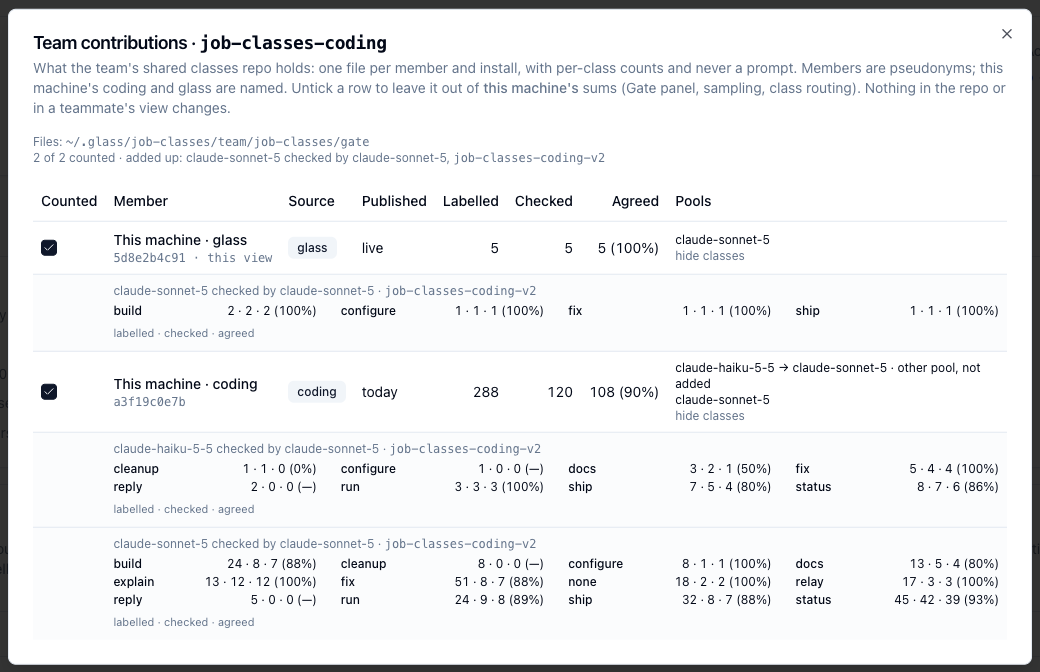 Team contributions · job-classes-coding
What the team's shared classes repo holds: one file per member and install, with per-class counts and never a prompt. Members are pseudonyms; this
machine's coding and glass are named. Untick a row to leave it out of this machine's sums (Gate panel, sampling, class routing). Nothing in the repo or
in a teammate's view changes.
Files: ~/.glass/job-classes/team/job-classes/gate
2 of 2 counted · added up: claude-sonnet-5 checked by claude-sonnet-5, job-classes-coding-v2
Counted Member Source Published Labelled Checked Agreed Pools
This machine · glass glass live 5 5 5 (100%) claude-sonnet-5
5d8e2b4c91 · this view hide classes
claude-sonnet-5 checked by claude-sonnet-5 · job-classes-coding-v2
build 2 · 2 · 2 (100%) configure 1 · 1 · 1 (100%) fix 1 · 1 · 1 (100%) ship 1 · 1 · 1 (100%)
labelled · checked · agreed
claude-haiku-5-5 → claude-sonnet-5 · other pool, not
This machine · coding coding today 288 120 108 (90%) added
a3f19c0e7b claude-sonnet-5
hide classes
claude-haiku-5-5 checked by claude-sonnet-5 · job-classes-coding-v2
cleanup 1 · 1 · 0 (0%) configure 1 · 0 · 0 (—) docs 3 · 2 · 1 (50%) fix 5 · 4 · 4 (100%)
reply 2 · 0 · 0 (—) run 3 · 3 · 3 (100%) ship 7 · 5 · 4 (80%) status 8 · 7 · 6 (86%)
labelled · checked · agreed
claude-sonnet-5 checked by claude-sonnet-5 · job-classes-coding-v2
build 24 · 8 · 7 (88%) cleanup 8 · 0 · 0 (—) configure 8 · 1 · 1 (100%) docs 13 · 5 · 4 (80%)
explain 13 · 12 · 12 (100%) fix 51 · 8 · 7 (88%) none 18 · 2 · 2 (100%) relay 17 · 3 · 3 (100%)
reply 5 · 0 · 0 (—) run 24 · 9 · 8 (89%) ship 32 · 8 · 7 (88%) status 45 · 42 · 39 (93%)
labelled · checked · agreed